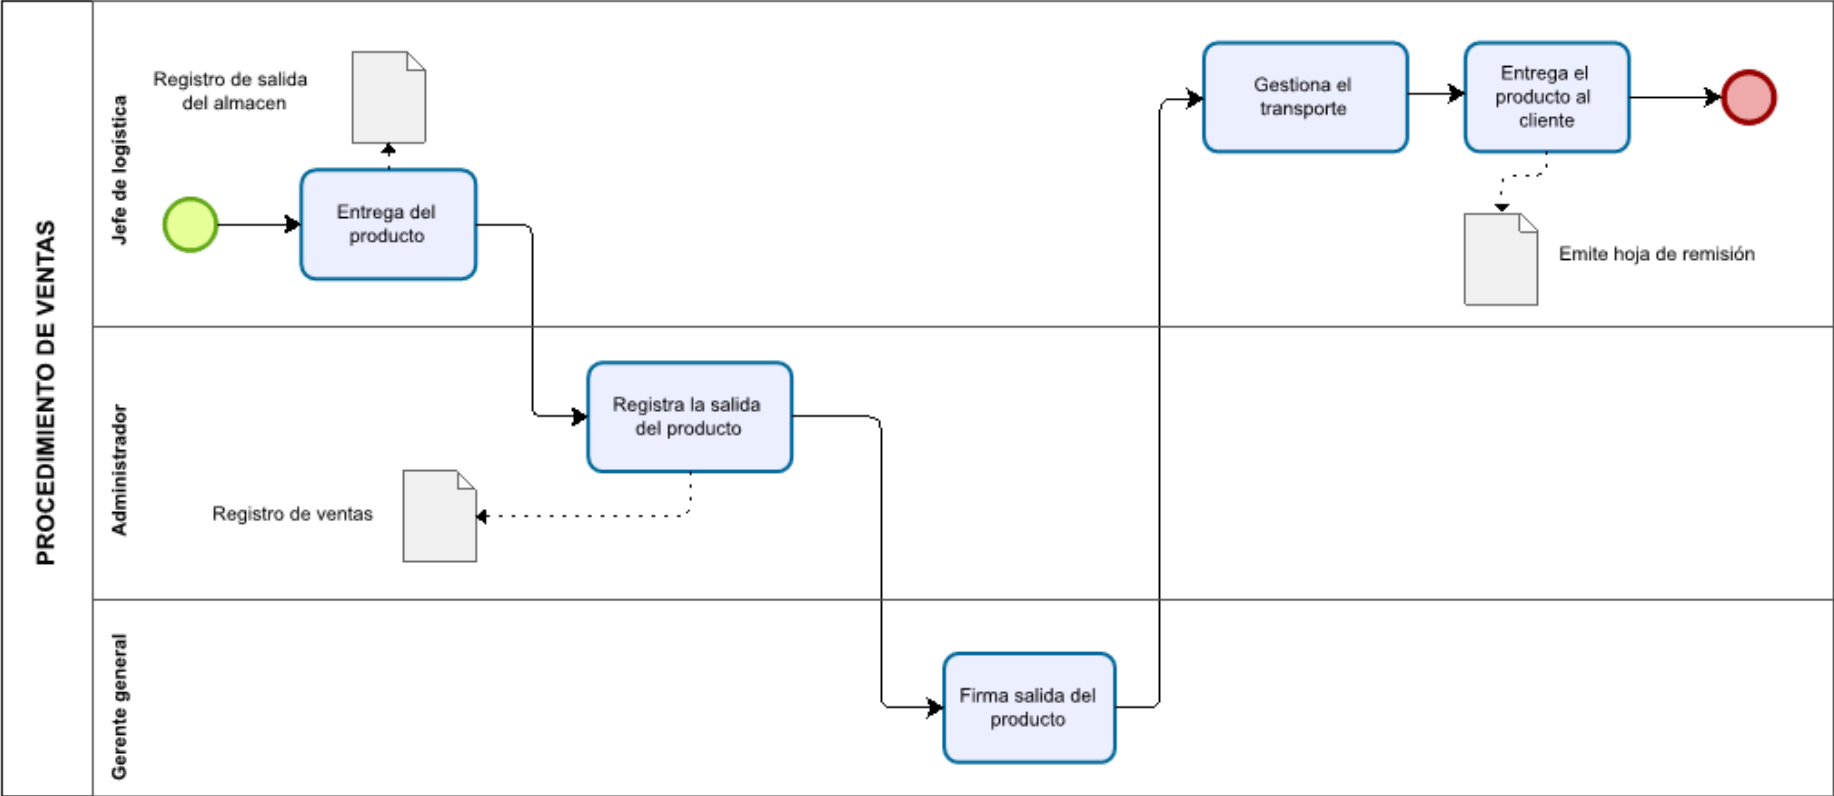 PROCEDIMIENTO DE VENTAS
Jefe de logística
Registro de salida
del almacen
Entrega del
producto
Gestiona el
transporte
Entrega el
producto al
cliente
Emite hoja de remisión
Administrador
Registra la salida
del producto
Registro de ventas
Gerente general
Firma salida del
producto